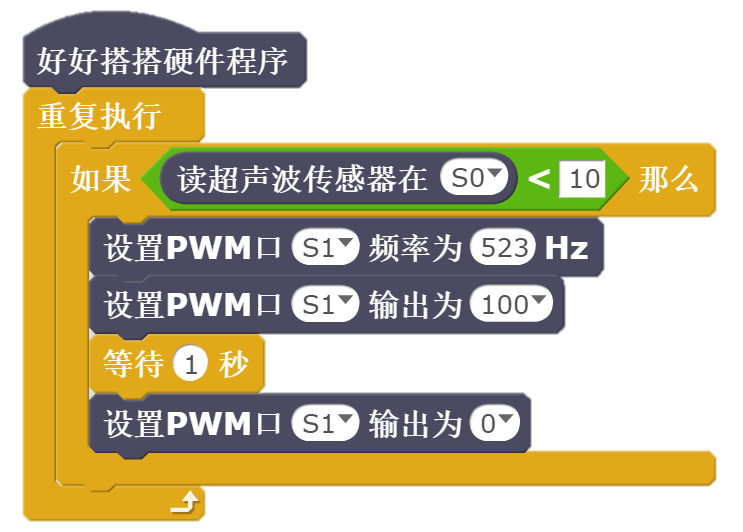 好好搭搭硬件程序
重复执行
如果 读超声波传感器在 S0 < 10 那么
设置PWM口 S1 频率为 523 Hz
设置PWM口 S1 输出为 100
等待 1 秒
设置PWM口 S1 输出为 0